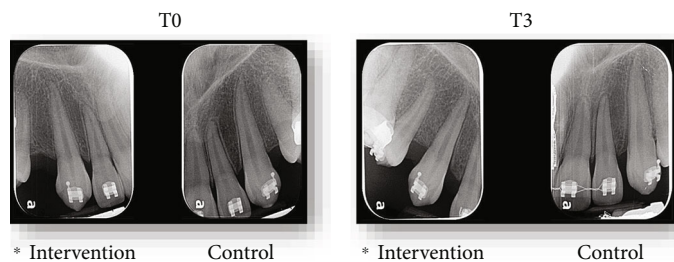 T0 T3
a a a a
* Intervention Control * Intervention Control